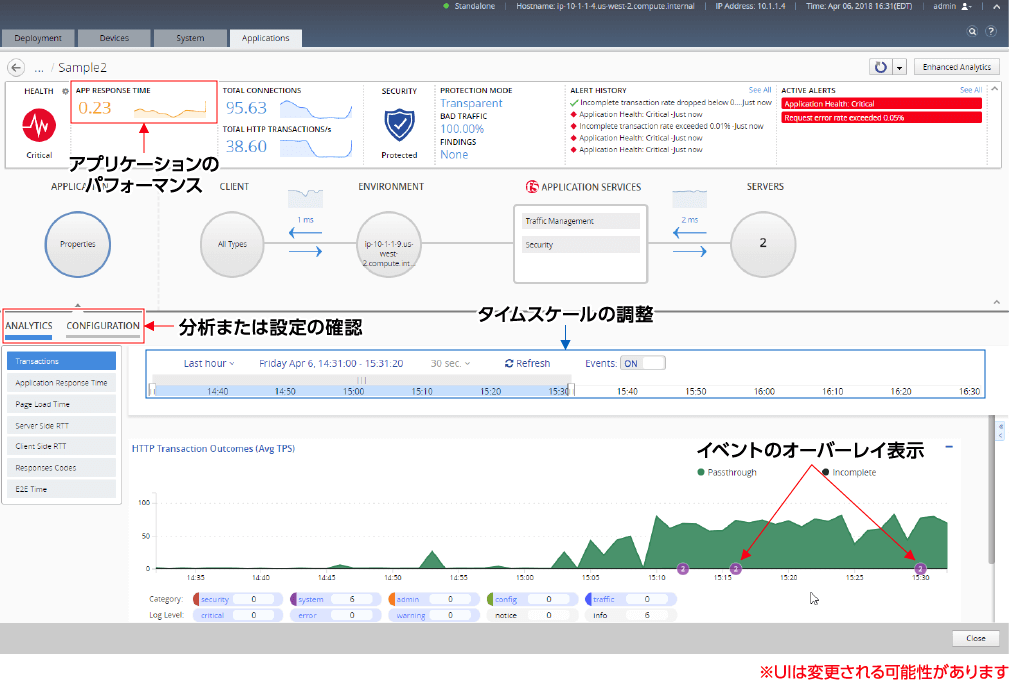 Standalone | Hostname: ip-10-1-1-4.us-west-2.compute.internal | IP Address: 10.1.1.4 | Time: Apr 06, 2018 16:31(EDT) | admin
Deployment Devices System Applications
... / Sample2
Enhanced Analytics
HEALTH
Critical
APP RESPONSE TIME
0.23
アプリケーションの
パフォーマンス
TOTAL CONNECTIONS
95.63
TOTAL HTTP TRANSACTIONS/s
38.60
SECURITY
Protected
PROTECTION MODE
Transparent
BAD TRAFFIC
100.00%
FINDINGS
None
ALERT HISTORY See All
Incomplete transaction rate dropped below 0.... Just now
Application Health: Critical -Just now
Incomplete transaction rate exceeded 0.01% -Just now
Application Health: Critical -Just now
Application Health: Critical -Just now
ACTIVE ALERTS See All
Application Health: Critical
Request error rate exceeded 0.05%
CLIENT ENVIRONMENT APPLICATION SERVICES SERVERS
Properties
All Types
1 ms
ip-10-1-1-9.us-
west-
2.compute.int...
Traffic Management
Security
2 ms
2
ANALYTICS CONFIGURATION
分析または設定の確認
タイムスケールの調整
Transactions
Application Response Time
Page Load Time
Server Side RTT
Client Side RTT
Responses Codes
E2E Time
Last hour Friday Apr 6, 14:31:00 - 15:31:20 30 sec. Refresh Events: ON
14:40 14:50 15:00 15:10 15:20 15:30 15:40 15:50 16:00 16:10 16:20 16:30
HTTP Transaction Outcomes (Avg TPS)
イベントのオーバーレイ表示
Passthrough Incomplete
100
50
0
2 2 2
14:35 14:40 14:45 14:50 14:55 15:00 15:05 15:10 15:15 15:20 15:25 15:30
Category: security 0 system 6 admin 0 config 0 traffic 0
Log Level: critical 0 error 0 warning 0 notice 0 info 6
Close
※UIは変更される可能性があります